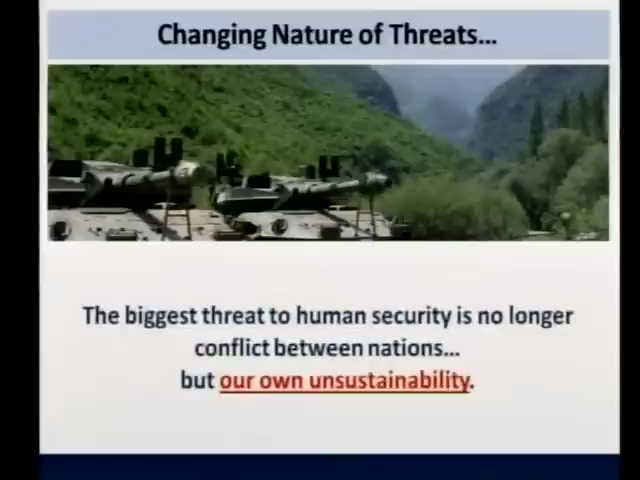 Changing Nature of Threats...
The biggest threat to human security is no longer
conflict between nations...
but our own unsustainability.